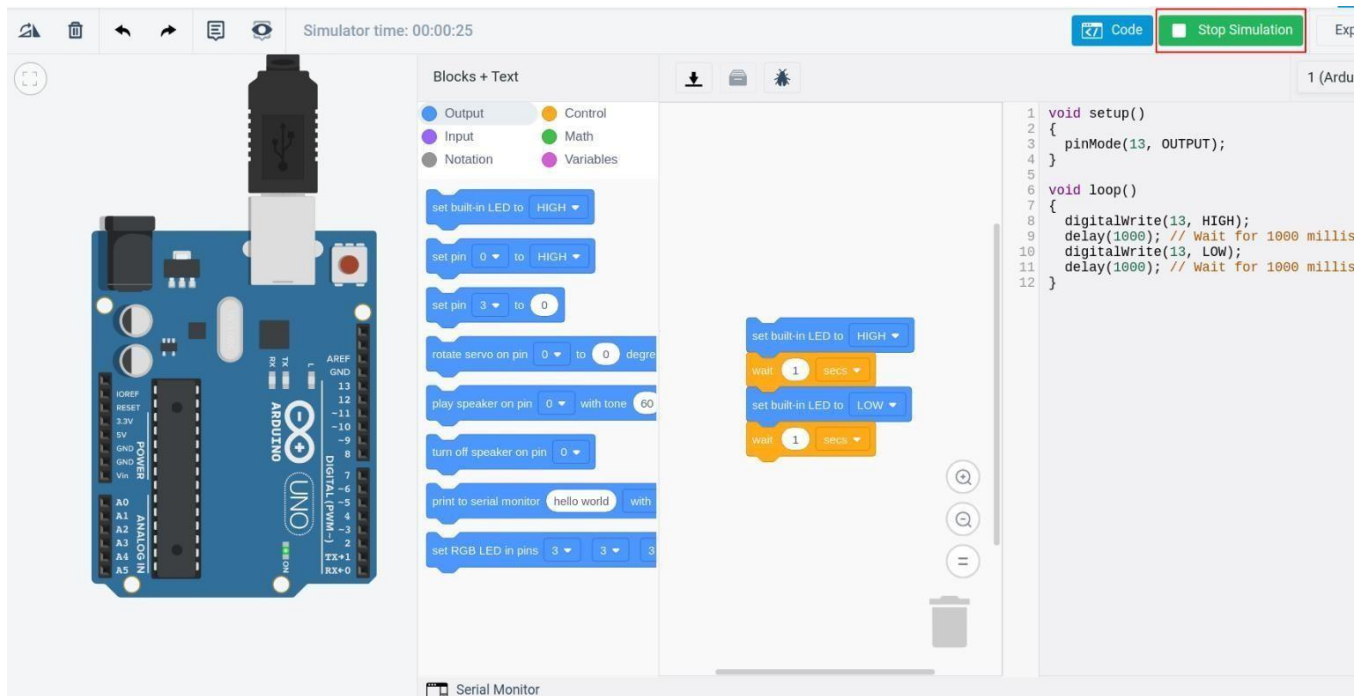 Simulator time: 00:00:25
Code
Stop Simulation
Exp
Blocks + Text
1 (Ardu
Output
Control
Input
Math
Notation
Variables
set built-in LED to HIGH
set pin 0 to HIGH
set pin 3 to 0
rotate servo on pin 0 to 0 degre
play speaker on pin 0 with tone 60
turn off speaker on pin 0
print to serial monitor hello world with
set RGB LED in pins 3 3 3
set built-in LED to HIGH
wait 1 secs
set built-in LED to LOW
wait 1 secs
1 void setup()
2 {
3 pinMode(13, OUTPUT);
4 }
5
6 void loop()
7 {
8 digitalWrite(13, HIGH);
9 delay(1000); // Wait for 1000 millis
10 digitalWrite(13, LOW);
11 delay(1000); // Wait for 1000 millis
12 }
AREF
GND
13
12
~11
~10
~9
8
7
~6
~5
4
~3
2
TX→1
RX←0
DIGITAL (PWM~)
IOREF
RESET
3.3V
5V
GND
GND
Vin
POWER
A0
A1
A2
A3
A4
A5
ANALOG IN
RX
TX
L
ARDUINO
UNO
ON
Serial Monitor